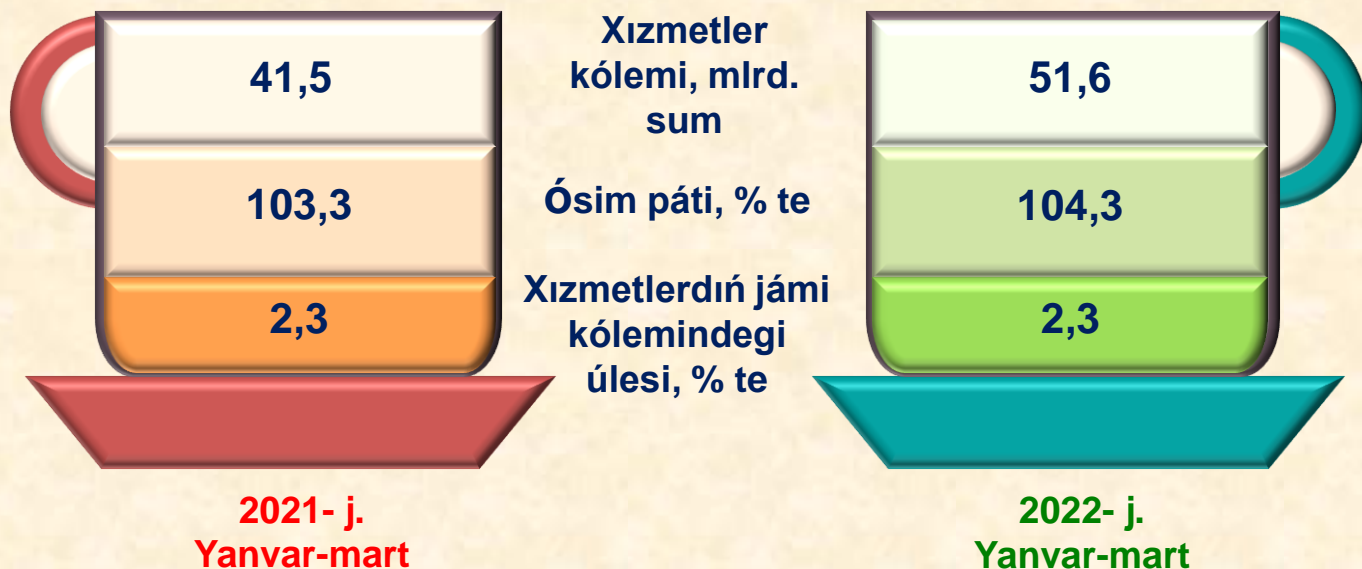 41,5
Xızmetler
kólemi, mlrd.
sum
51,6
103,3
Ósim páti, % te
104,3
2,3
Xızmetlerdıń jámi
kólemindegi
úlesi, % te
2,3
2021- j.
Yanvar-mart
2022- j.
Yanvar-mart